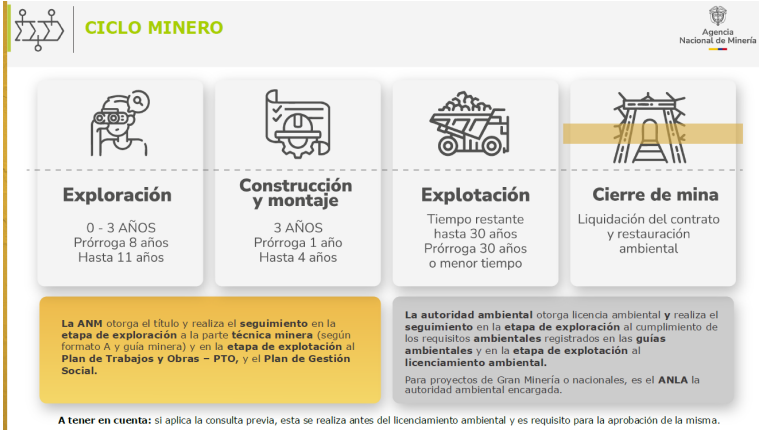 CICLO MINERO
Agencia
Nacional de Minería
Exploración
0 - 3 AÑOS
Prórroga 8 años
Hasta 11 años
Construcción
y montaje
3 AÑOS
Prórroga 1 año
Hasta 4 años
Explotación
Tiempo restante
hasta 30 años
Prórroga 30 años
o menor tiempo
Cierre de mina
Liquidación del contrato
y restauración
ambiental
La ANM otorga el título y realiza el seguimiento en la
etapa de exploración a la parte técnica minera (según
formato A y guía minera) y en la etapa de explotación al
Plan de Trabajos y Obras – PTO, y el Plan de Gestión
Social.
La autoridad ambiental otorga licencia ambiental y realiza el
seguimiento en la etapa de exploración al cumplimiento de
los requisitos ambientales registrados en las guías
ambientales y en la etapa de explotación al
licenciamiento ambiental.
Para proyectos de Gran Minería o nacionales, es el ANLA la
autoridad ambiental encargada.
A tener en cuenta: si aplica la consulta previa, esta se realiza antes del licenciamiento ambiental y es requisito para la aprobación de la misma.